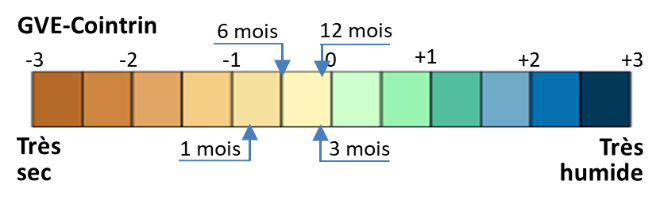 GVE-Cointrin
6 mois
12 mois
-3 -2 -1 0 +1 +2 +3
1 mois
3 mois
Très
sec
Très
humide